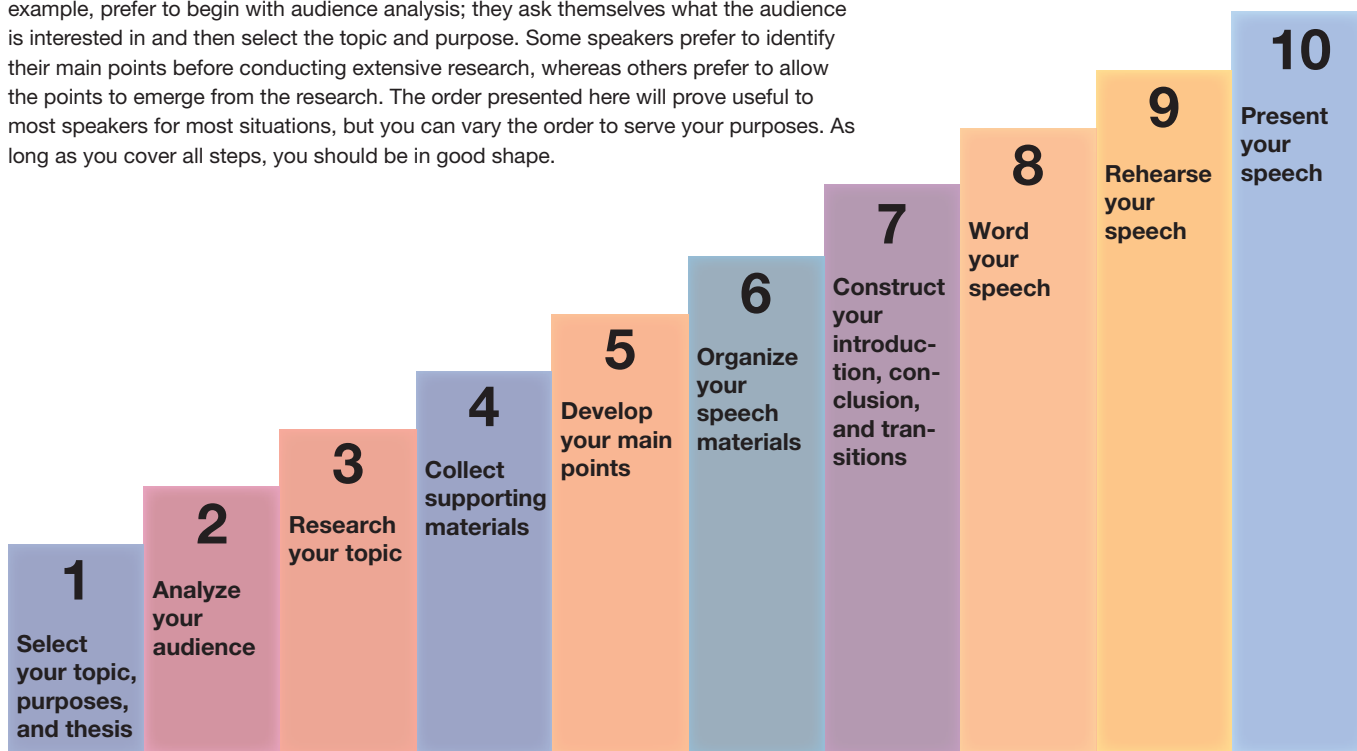 example, prefer to begin with audience analysis; they ask themselves what the audience
is interested in and then select the topic and purpose. Some speakers prefer to identify
their main points before conducting extensive research, whereas others prefer to allow
the points to emerge from the research. The order presented here will prove useful to
most speakers for most situations, but you can vary the order to serve your purposes. As
long as you cover all steps, you should be in good shape.
1
Select
your topic,
purposes,
and thesis
2
Analyze
your
audience
3
Research
your topic
4
Collect
supporting
materials
5
Develop
your main
points
6
Organize
your
speech
materials
7
Construct
your
introduc-
tion, con-
clusion,
and tran-
sitions
8
Word
your
speech
9
Rehearse
your
speech
10
Present
your
speech